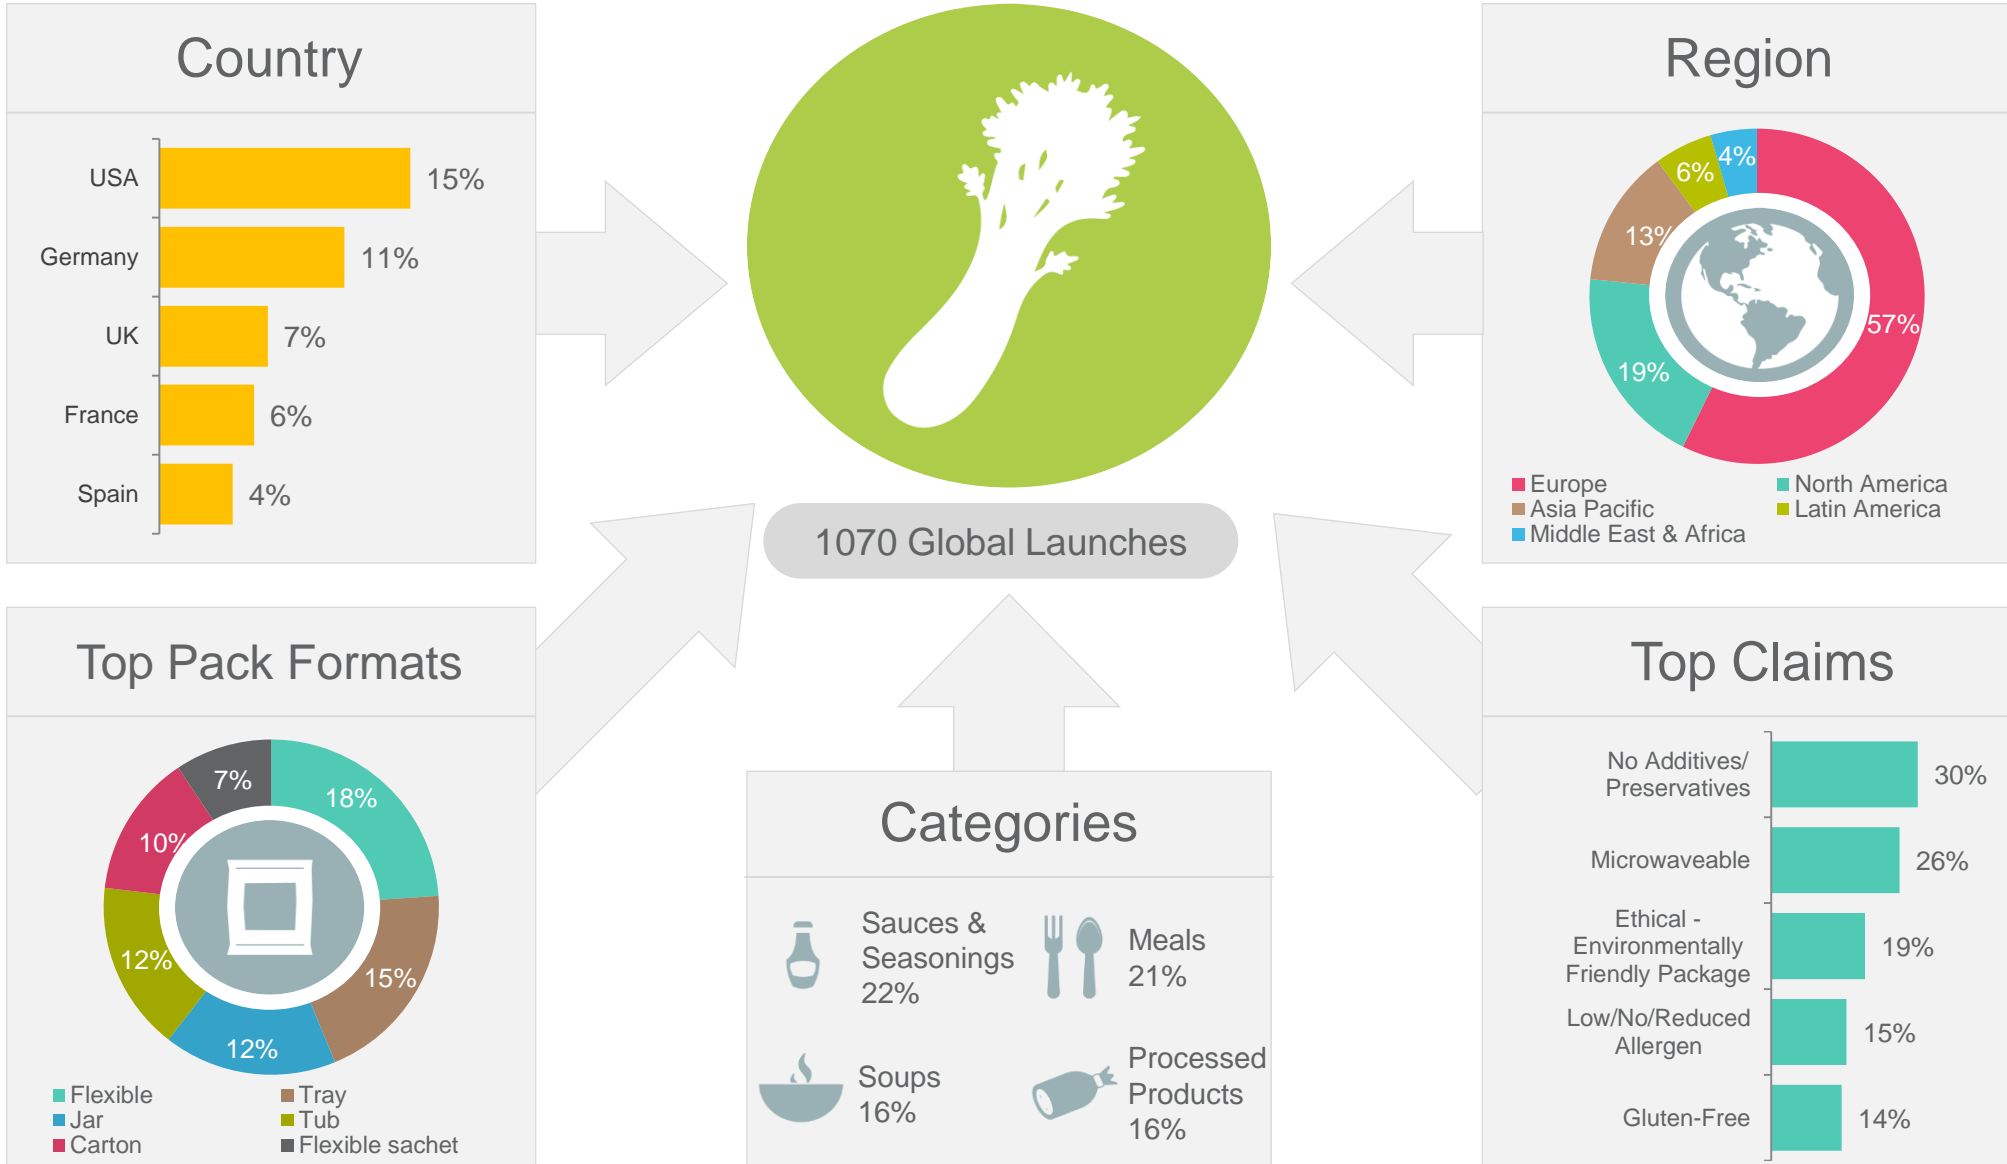 Country
USA
15%
Germany
11%
UK
7%
France
6%
Spain
4%
1070 Global Launches
Region
4%
6%
13%
57%
19%
Europe
North America
Asia Pacific
Latin America
Middle East & Africa
Top Pack Formats
7%
18%
10%
12%
15%
12%
Flexible
Tray
Jar
Tub
Carton
Flexible sachet
Categories
Sauces &
Seasonings
22%
Meals
21%
Soups
16%
Processed
Products
16%
Top Claims
No Additives/
Preservatives
30%
Microwaveable
26%
Ethical -
Environmentally
Friendly Package
19%
Low/No/Reduced
Allergen
15%
Gluten-Free
14%